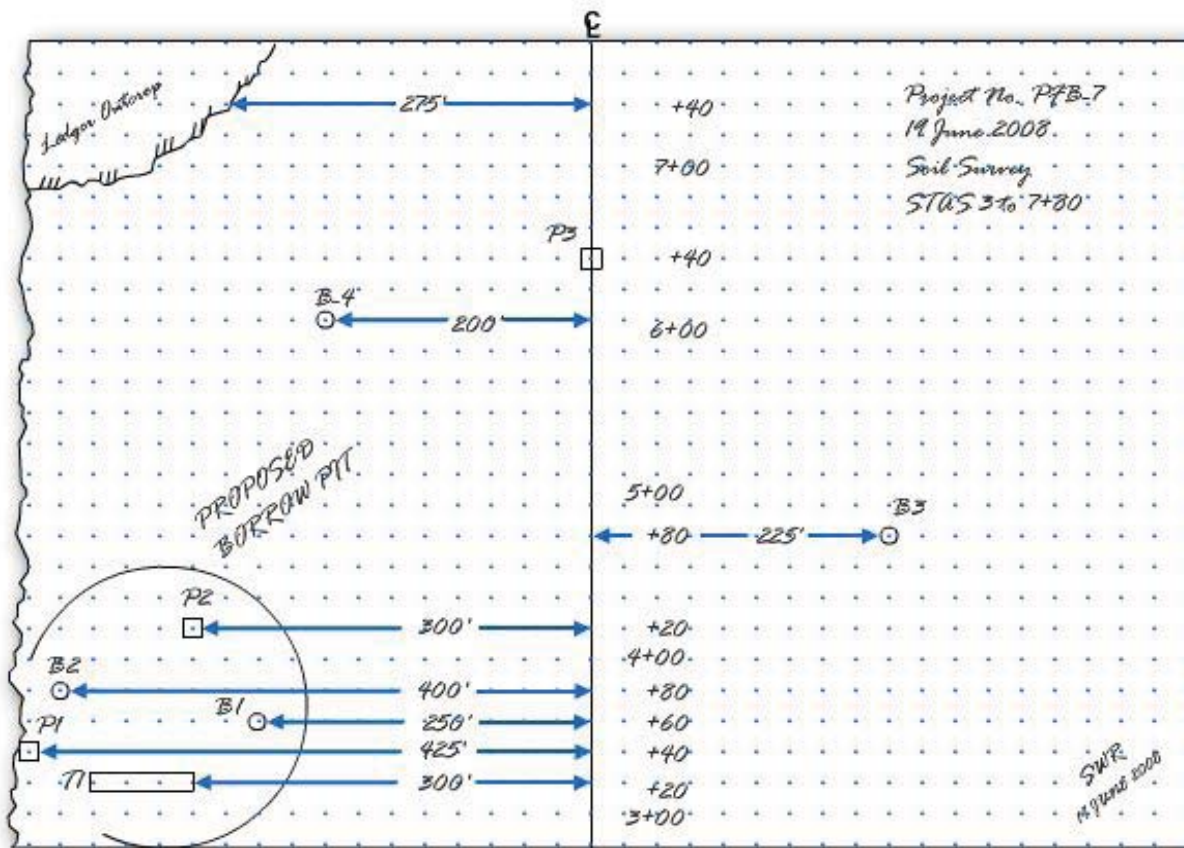 ℄
Ledger Outcrop
275'
+40
Project No. PFB-7
19 June 2008
Soil Survey
STAS 3 to 7+80
7+00
P3
+40
B-4
200'
6+00
PROPOSED
BORROW PIT
5+00
B3
+80
225'
P2
300'
+20
4+00
B2
400'
+80
B1
250'
+60
P1
425'
+40
T1
300'
+20
3+00
SWR
19 June 2008